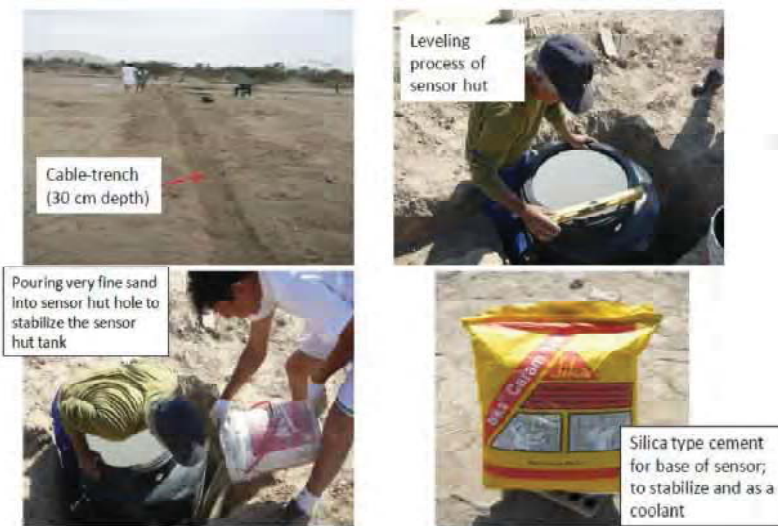 Leveling
process of
sensor hut
Cable-trench
(30 cm depth)
Pouring very fine sand
into sensor hut hole to
stabilize the sensor
hut tank
Sika
Silica type cement
for base of sensor;
to stabilize and as a
coolant